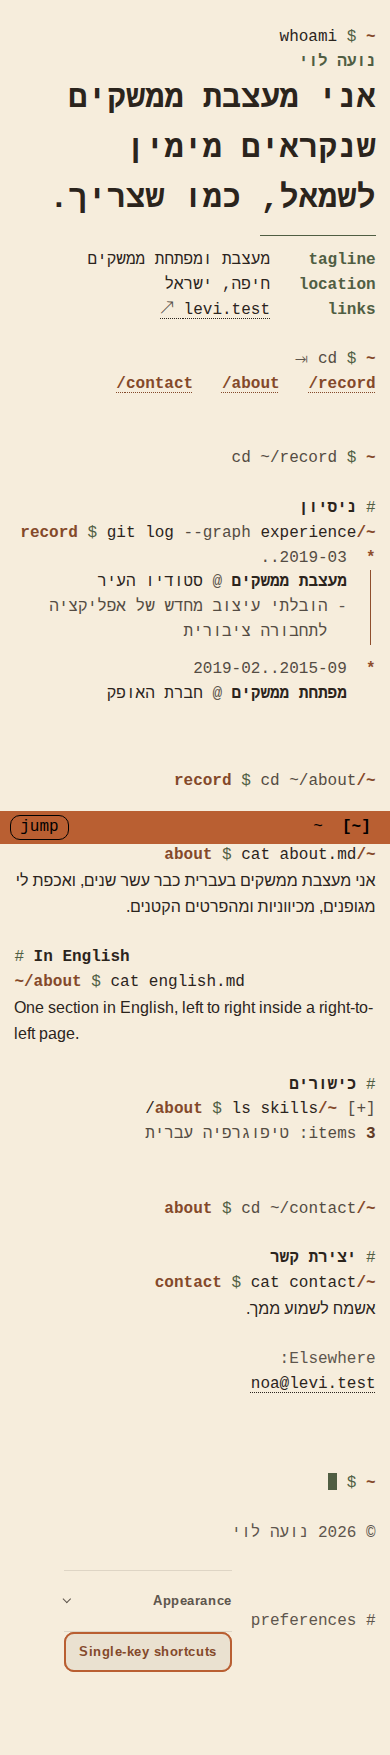 ~ $ whoami
נועה לוי
אני מעצבת ממשקים
שנקראים מימין
לשמאל, כמו שצריך.
tagline מעצבת ומפתחת ממשקים
location חיפה, ישראל
links levi.test ↗
~ $ cd ⇥
/record /about /contact
~ $ cd ~/record
# ניסיון
~/record $ git log --graph experience
* 2019-03..
מעצבת ממשקים @ סטודיו העיר
- הובלתי עיצוב מחדש של אפליקציה
לתחבורה ציבורית
* 2015-09..2019-02
מפתחת ממשקים @ חברת האופק
~/record $ cd ~/about
[~] ~ jump
~/about $ cat about.md
אני מעצבת ממשקים בעברית כבר עשר שנים, ואכפת לי
מגופנים, מכיווניות ומהפרטים הקטנים.
# In English
~/about $ cat english.md
One section in English, left to right inside a right-to-
left page.
# כישורים
[+] ~/about $ ls skills/
3 items: טיפוגרפיה עברית
~/about $ cd ~/contact
# יצירת קשר
~/contact $ cat contact
אשמח לשמוע ממך.
Elsewhere:
noa@levi.test
~ $
© 2026 נועה לוי
# preferences
Appearance
Single-key shortcuts